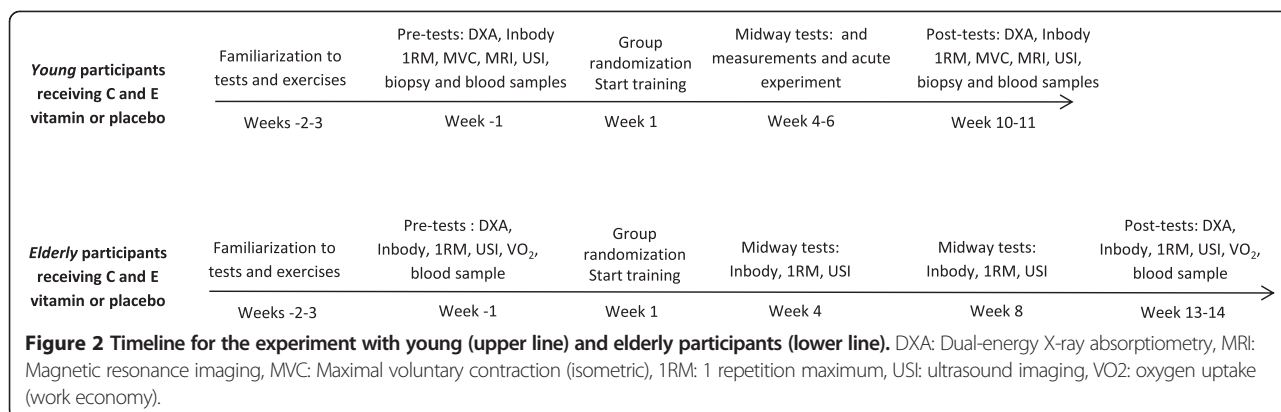 Young participants
receiving C and E
vitamin or placebo
Familiarization to
tests and exercises
Weeks -2-3
Pre-tests: DXA, Inbody
1RM, MVC, MRI, USI,
biopsy and blood samples
Week -1
Group
randomization
Start training
Week 1
Midway tests: and
measurements and acute
experiment
Week 4-6
Post-tests: DXA, Inbody
1RM, MVC, MRI, USI,
biopsy and blood samples
Week 10-11
Elderly participants
receiving C and E
vitamin or placebo
Familiarization to
tests and exercises
Weeks -2-3
Pre-tests : DXA,
Inbody, 1RM, USI, VO₂,
blood sample
Week -1
Group
randomization
Start training
Week 1
Midway tests:
Inbody, 1RM, USI
Week 4
Midway tests:
Inbody, 1RM, USI
Week 8
Post-tests: DXA,
Inbody, 1RM, USI, VO₂,
blood sample
Week 13-14
Figure 2 Timeline for the experiment with young (upper line) and elderly participants (lower line). DXA: Dual-energy X-ray absorptiometry, MRI:
Magnetic resonance imaging, MVC: Maximal voluntary contraction (isometric), 1RM: 1 repetition maximum, USI: ultrasound imaging, VO2: oxygen uptake
(work economy).